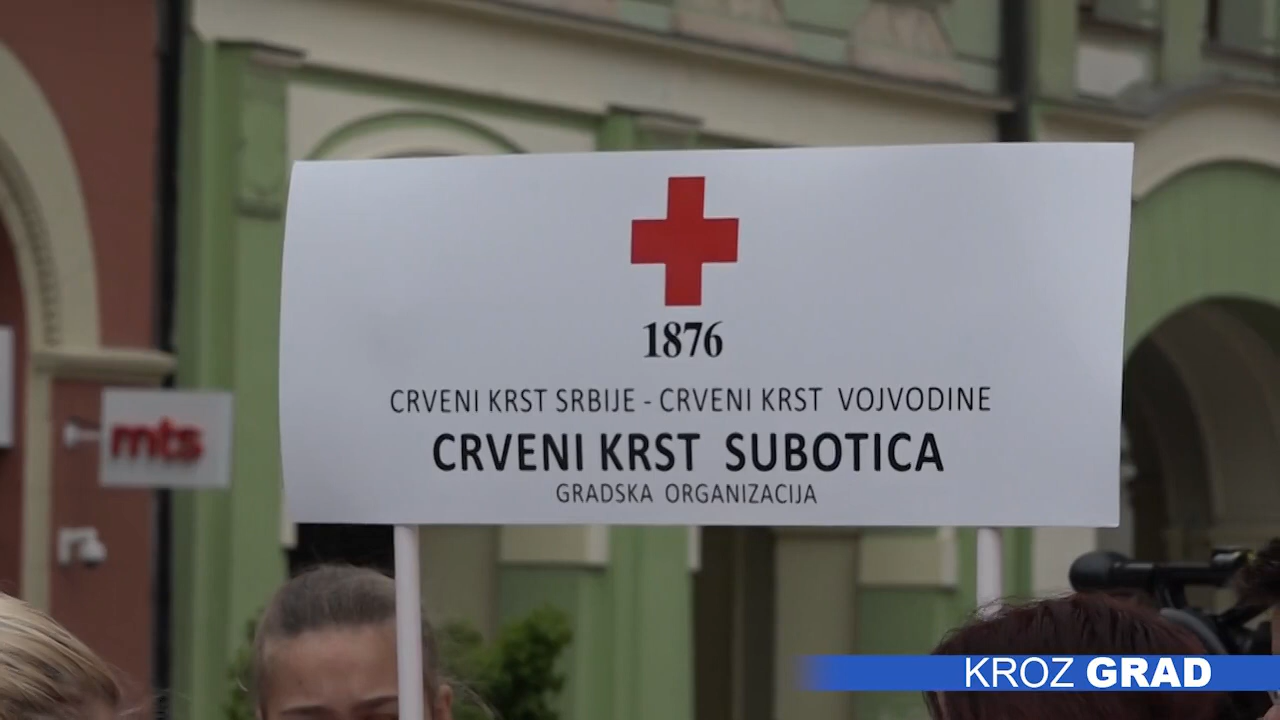 1876
CRVENI KRST SRBIJE - CRVENI KRST VOJVODINE
CRVENI KRST SUBOTICA
GRADSKA ORGANIZACIJA
mts
KROZ GRAD